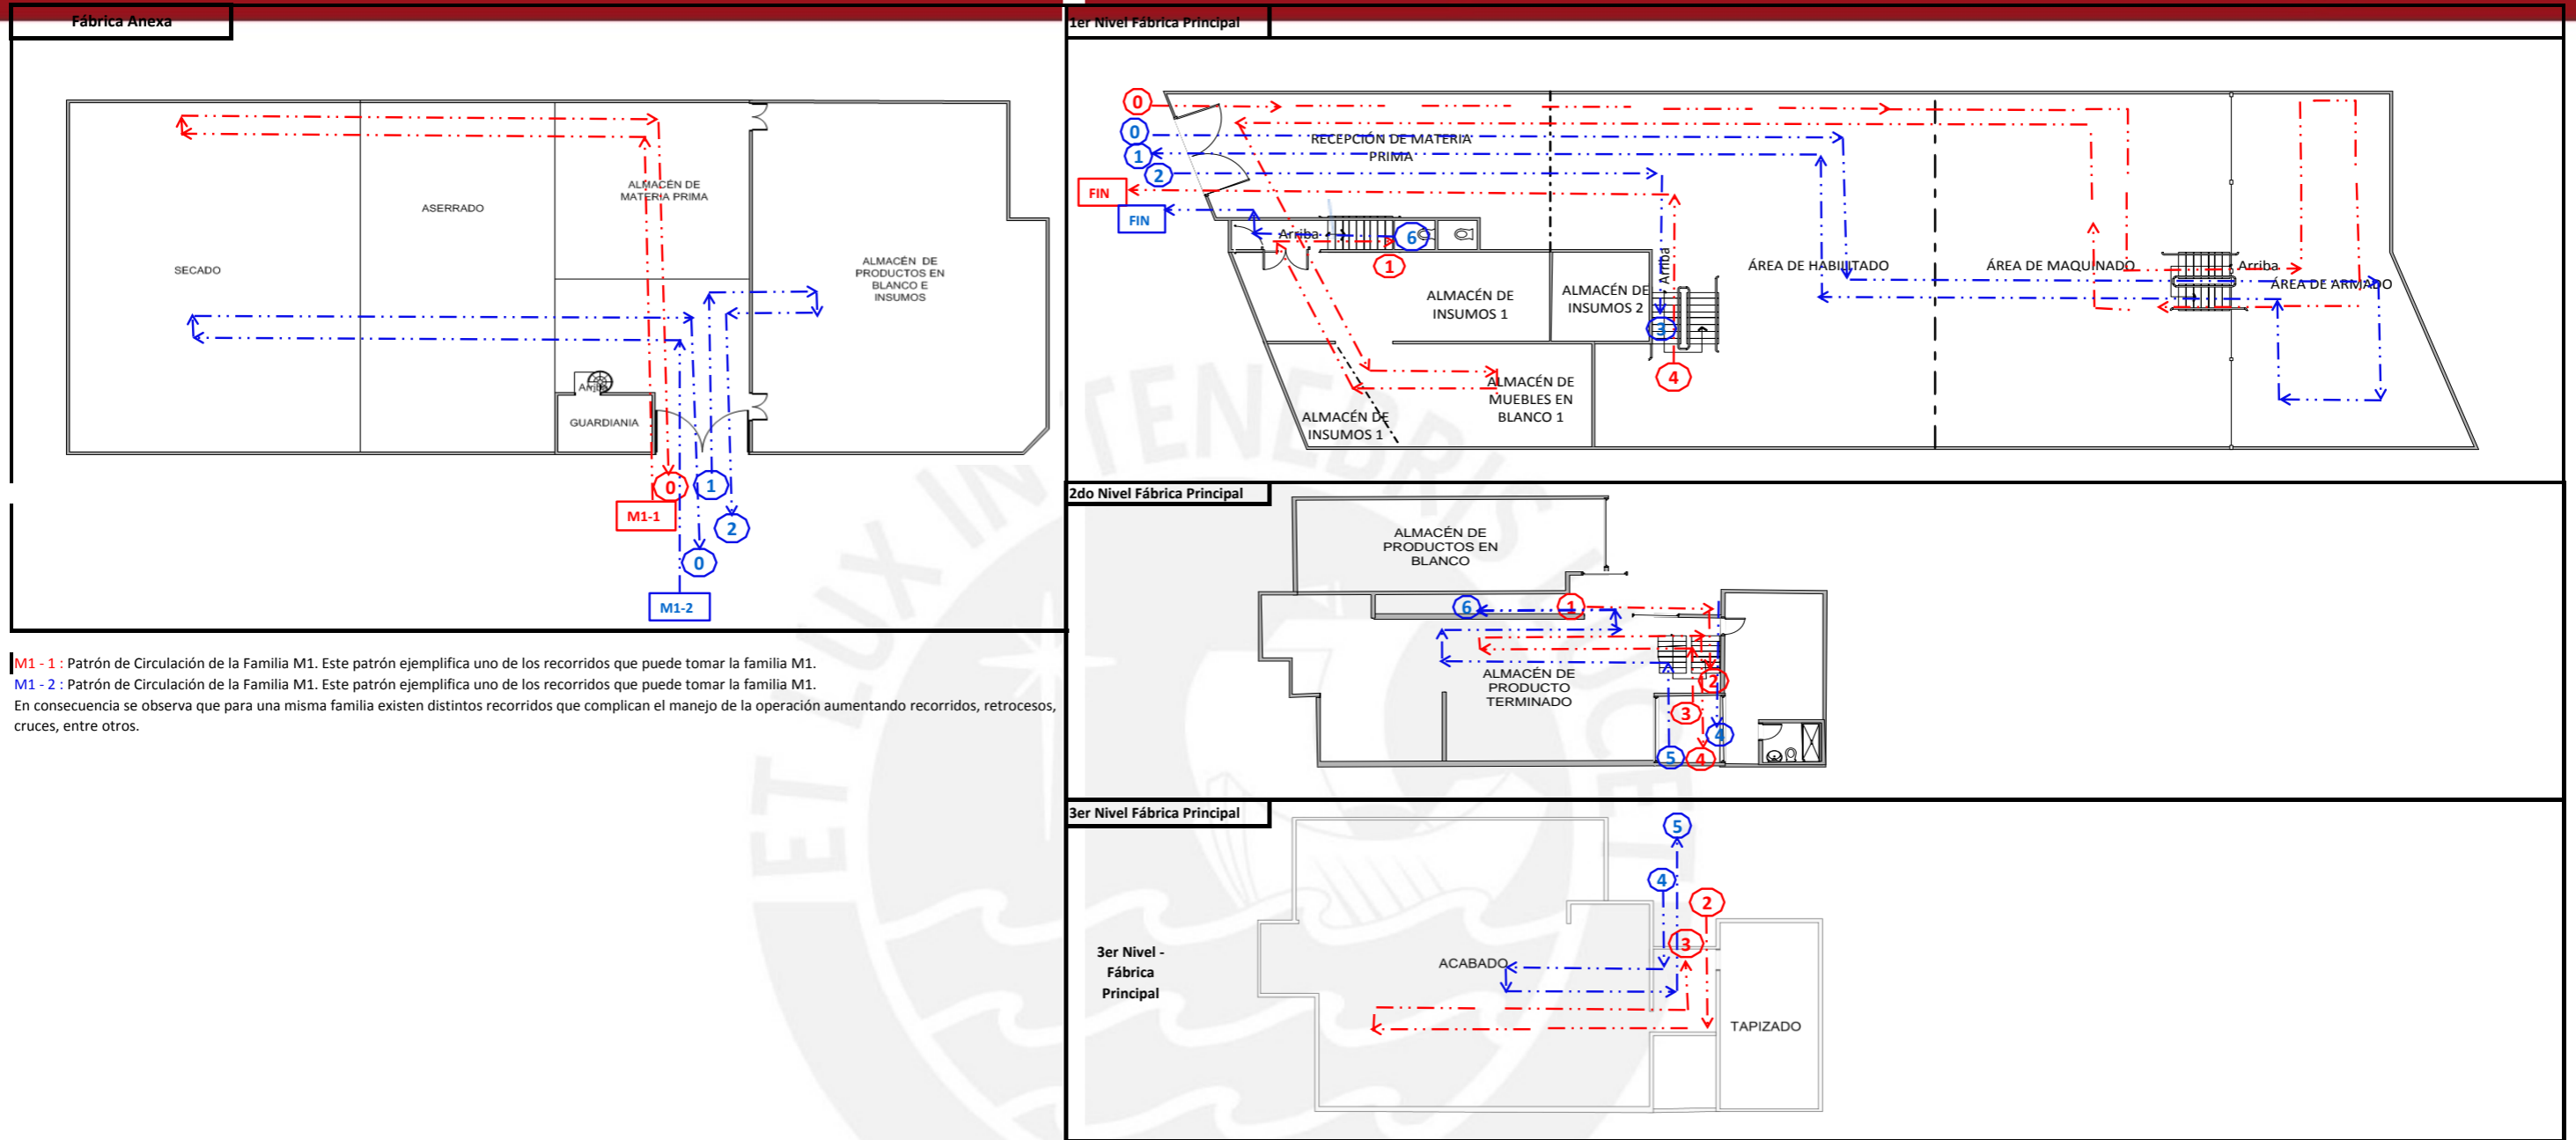 Fábrica Anexa
SECADO
ASERRADO
ALMACÉN DE
MATERIA PRIMA
ALMACÉN DE
PRODUCTOS EN
BLANCO E
INSUMOS
Arriba
GUARDIANIA
0
1
2
0
M1-1
M1-2
M1 - 1 : Patrón de Circulación de la Familia M1. Este patrón ejemplifica uno de los recorridos que puede tomar la familia M1.
M1 - 2 : Patrón de Circulación de la Familia M1. Este patrón ejemplifica uno de los recorridos que puede tomar la familia M1.
En consecuencia se observa que para una misma familia existen distintos recorridos que complican el manejo de la operación aumentando recorridos, retrocesos,
cruces, entre otros.
1er Nivel Fábrica Principal
0
0
1
2
FIN
FIN
RECEPCIÓN DE MATERIA
PRIMA
Arriba
6
1
ALMACÉN DE
INSUMOS 1
ALMACÉN DE
INSUMOS 2
Arriba
3
4
ALMACÉN DE
MUEBLES EN
BLANCO 1
ALMACÉN DE
INSUMOS 1
ÁREA DE HABILITADO
ÁREA DE MAQUINADO
Arriba
ÁREA DE ARMADO
2do Nivel Fábrica Principal
ALMACÉN DE
PRODUCTOS EN
BLANCO
6
1
ALMACÉN DE
PRODUCTO
TERMINADO
2
3
4
5
4
3er Nivel Fábrica Principal
5
4
2
3
3er Nivel -
Fábrica
Principal
ACABADO
TAPIZADO
ET LUX IN TENEBRIS LUCET